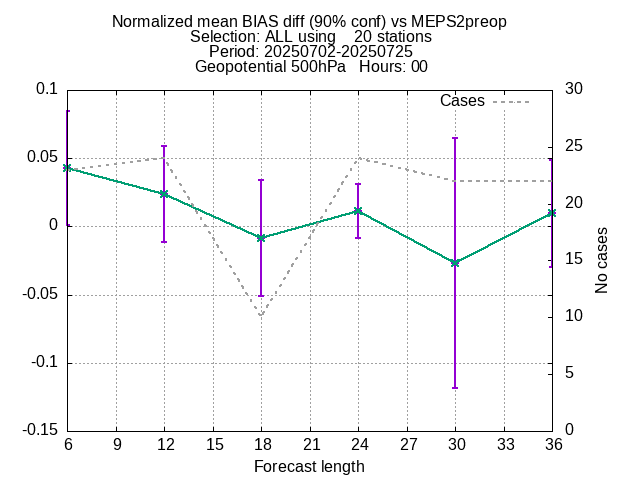 Normalized mean BIAS diff (90% conf) vs MEPS2preop
Selection: ALL using    20 stations
Period: 20250702-20250725
Geopotential 500hPa   Hours: 00
0.1
0.05
0
-0.05
-0.1
-0.15
30
25
20
15
10
5
0
Cases
No cases
6 9 12 15 18 21 24 27 30 33 36
Forecast length